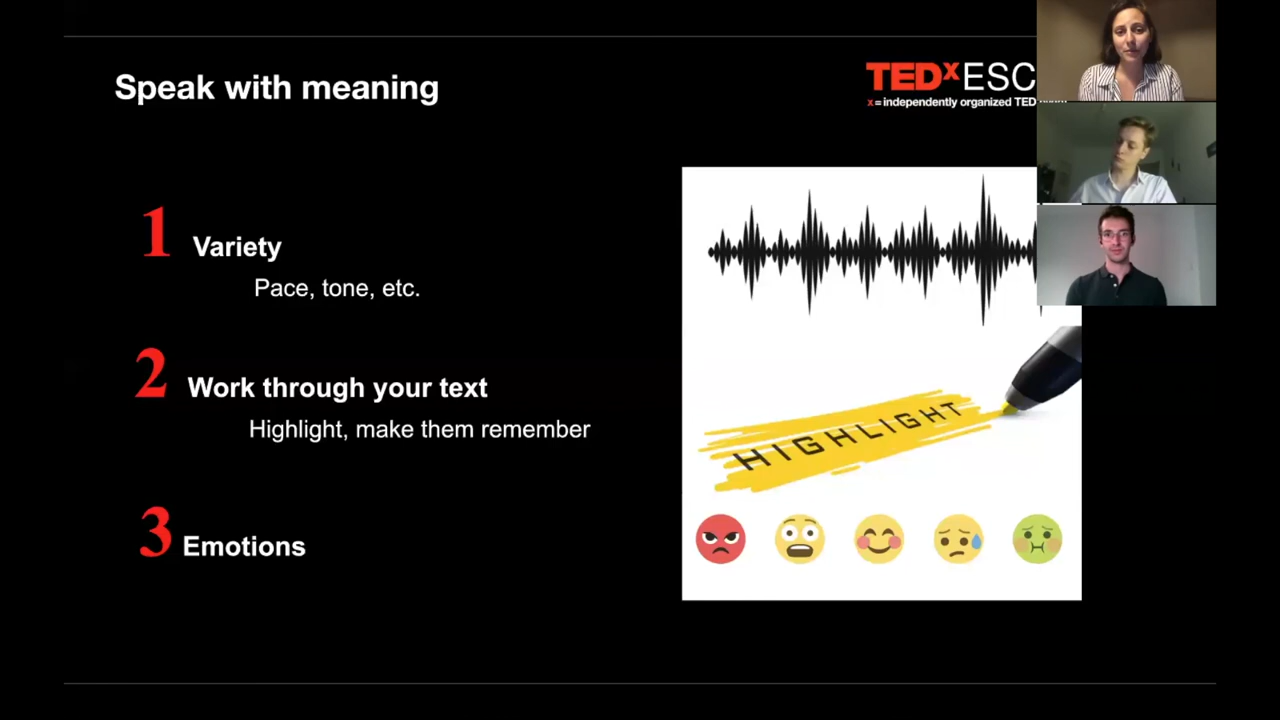 Speak with meaning
TEDxESC
x = independently organized TED
1 Variety
Pace, tone, etc.
2 Work through your text
Highlight, make them remember
HIGHLIGHT
3 Emotions